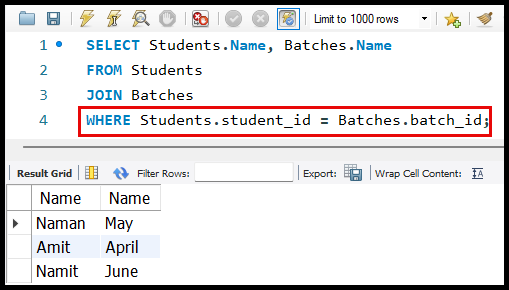 Limit to 1000 rows
1 SELECT Students.Name, Batches.Name
2 FROM Students
3 JOIN Batches
4 WHERE Students.student_id = Batches.batch_id;
Result Grid Filter Rows: Export: Wrap Cell Content:
Name Name
Naman May
Amit April
Namit June